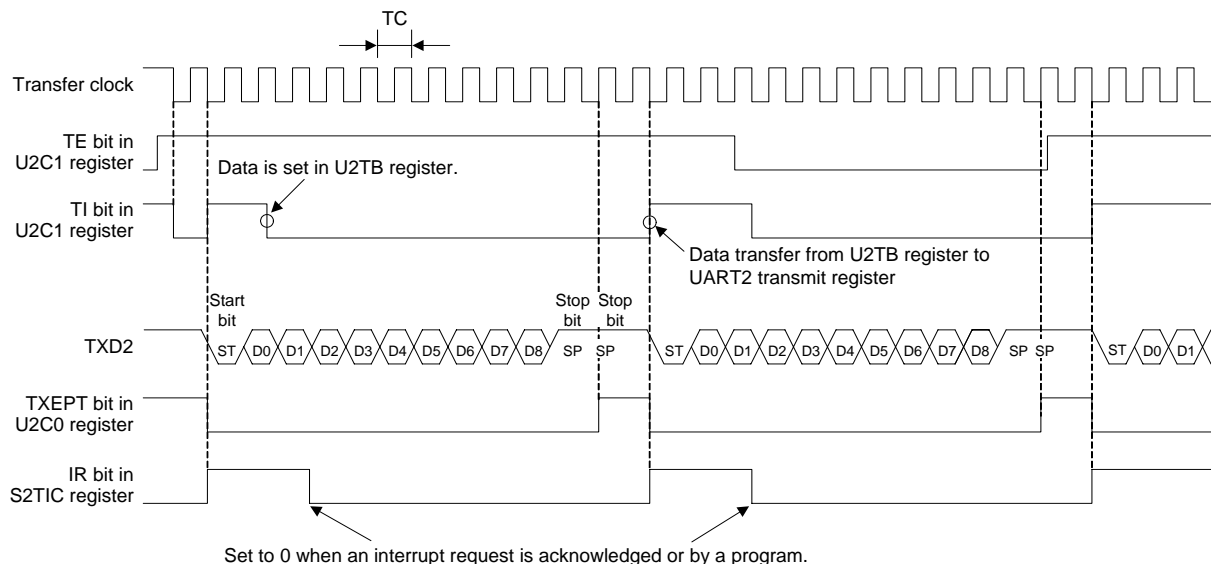 TC
Transfer clock
TE bit in
U2C1 register
Data is set in U2TB register.
TI bit in
U2C1 register
Data transfer from U2TB register to
UART2 transmit register
Start
bit
Stop
bit
Stop
bit
TXD2
ST D0 D1 D2 D3 D4 D5 D6 D7 D8 SP SP ST D0 D1 D2 D3 D4 D5 D6 D7 D8 SP SP ST D0 D1
TXEPT bit in
U2C0 register
IR bit in
S2TIC register
Set to 0 when an interrupt request is acknowledged or by a program.